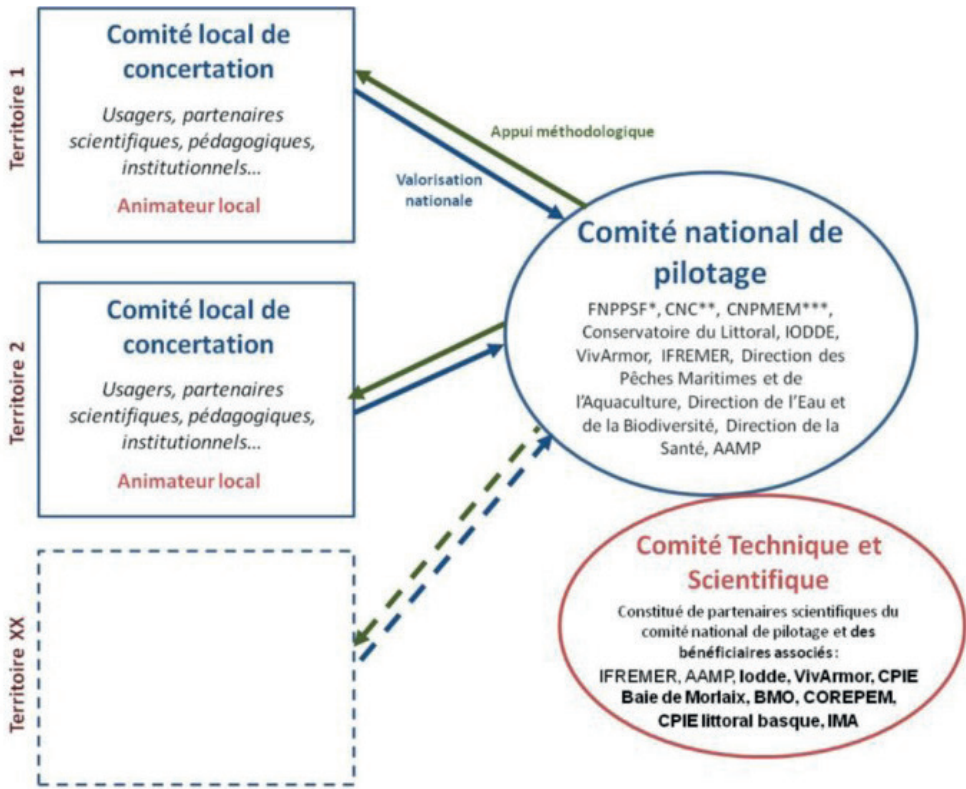 Territoire 1
Comité local de
concertation
Usagers, partenaires
scientifiques, pédagogiques,
institutionnels...
Animateur local
Appui méthodologique
Valorisation
nationale
Territoire 2
Comité local de
concertation
Usagers, partenaires
scientifiques, pédagogiques,
institutionnels...
Animateur local
Comité national de
pilotage
FNPPSF*, CNC**, CNPMEM***,
Conservatoire du Littoral, IODDE,
VivArmor, IFREMER, Direction des
Pêches Maritimes et de
l'Aquaculture, Direction de l'Eau et
de la Biodiversité, Direction de la
Santé, AAMP
Territoire XX
Comité Technique et
Scientifique
Constitué de partenaires scientifiques du
comité national de pilotage et des
bénéficiaires associés :
IFREMER, AAMP, Iodde, VivArmor, CPIE
Baie de Morlaix, BMO, COREPEM,
CPIE littoral basque, IMA